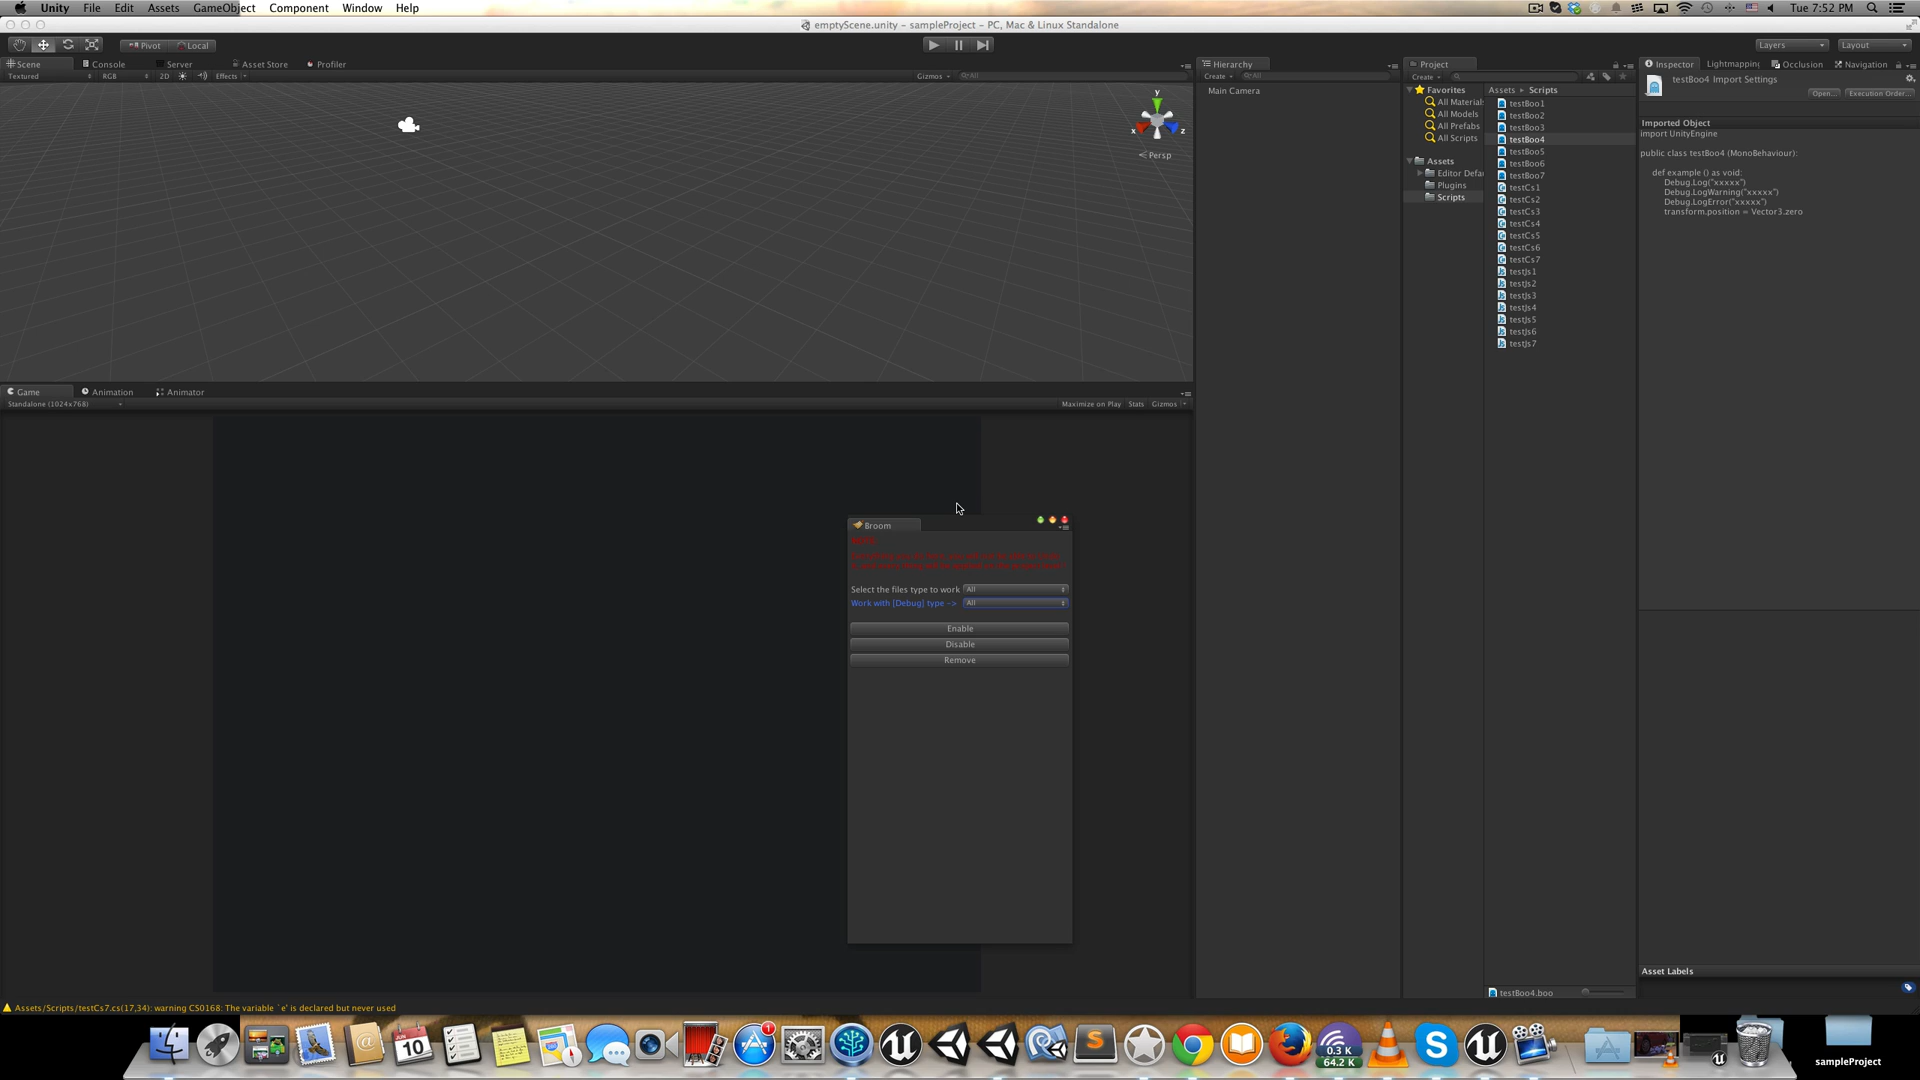 Unity File Edit Assets GameObject Component Window Help
Tue 7:52 PM
emptyScene.unity – sampleProject – PC, Mac & Linux Standalone
Pivot Local
Layers Layout
Scene Console Server Asset Store Profiler
Textured RGB 2D Effects Gizmos All
y
x z
Persp
Hierarchy
Create All
Main Camera
Project
Create
Favorites
All Material
All Models
All Prefabs
All Scripts
Assets
Editor Defau
Plugins
Scripts
Assets Scripts
testBoo1
testBoo2
testBoo3
testBoo4
testBoo5
testBoo6
testBoo7
testCs1
testCs2
testCs3
testCs4
testCs5
testCs6
testCs7
testJs1
testJs2
testJs3
testJs4
testJs5
testJs6
testJs7
testBoo4.boo
Inspector Lightmapping Occlusion Navigation
testBoo4 Import Settings
Open... Execution Order...
Imported Object
import UnityEngine
public class testBoo4 (MonoBehaviour):
def example () as void:
Debug.Log("xxxxx")
Debug.LogWarning("xxxxx")
Debug.LogError("xxxxx")
transform.position = Vector3.zero
Asset Labels
Game Animation Animator
Standalone (1024x768) Maximize on Play Stats Gizmos
Broom
Select the files type to work All
Work with [Debug] type -> All
Enable
Disable
Remove
Assets/Scripts/testCs7.cs(17,34): warning CS0168: The variable `e' is declared but never used
JUN
10
1
S
0.3 K
64.2 K
sampleProject